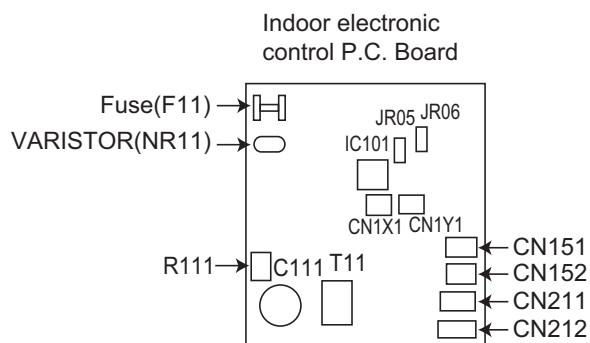 Indoor electronic
control P.C. Board
Fuse(F11)
VARISTOR(NR11)
JR05 JR06
IC101
CN1X1 CN1Y1
R111
C111 T11
CN151
CN152
CN211
CN212